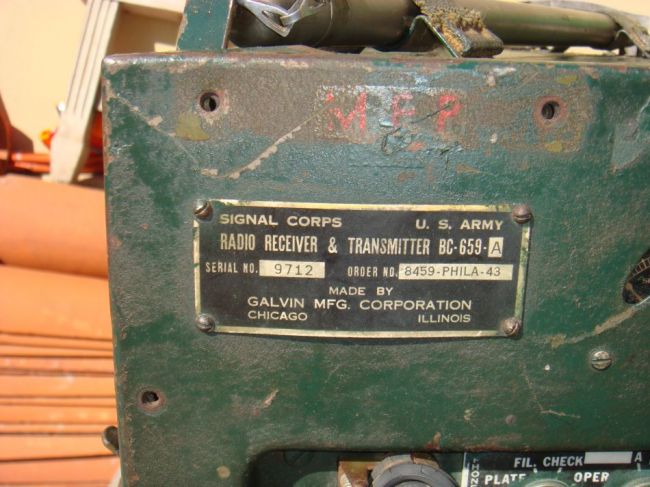 M.F.P.
SIGNAL CORPS U. S. ARMY
RADIO RECEIVER & TRANSMITTER BC-659-A
SERIAL NO. 9712 ORDER NO. 8459-PHILA-43
MADE BY
GALVIN MFG. CORPORATION
CHICAGO ILLINOIS
FIL. CHECK A
PLATE OPER